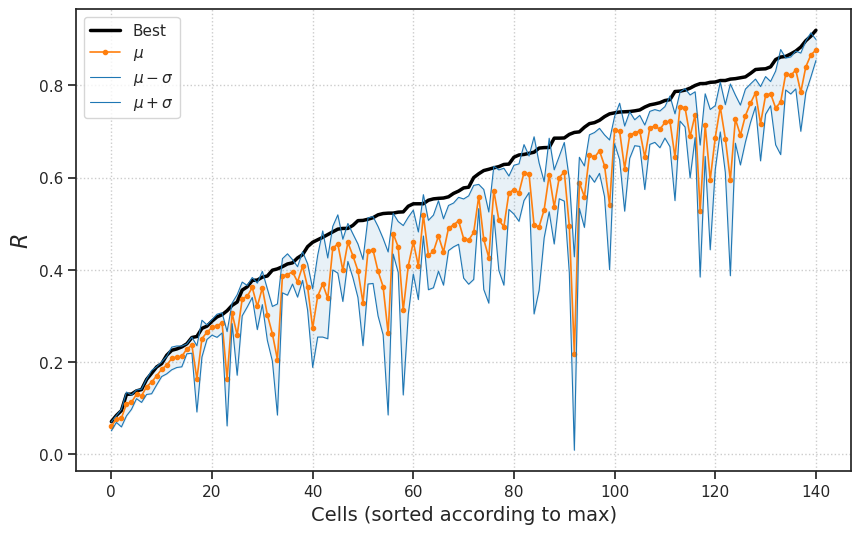 Best
μ
μ − σ
μ + σ
R
0.8
0.6
0.4
0.2
0.0
0 20 40 60 80 100 120 140
Cells (sorted according to max)